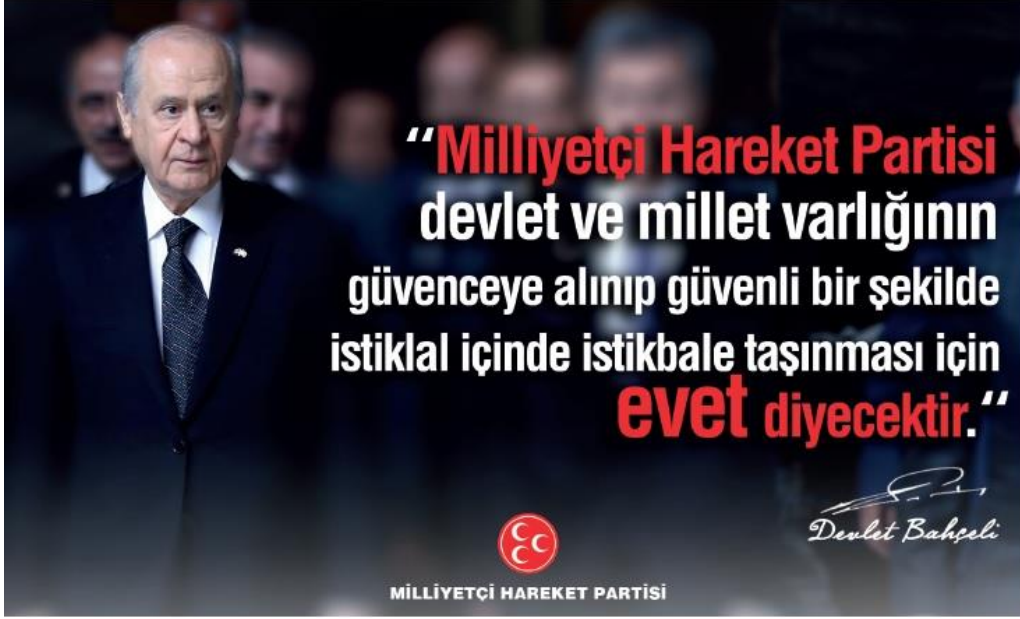 “Milliyetçi Hareket Partisi
devlet ve millet varlığının
güvenceye alınıp güvenli bir şekilde
istiklal içinde istikbale taşınması için
evet diyecektir.“
Devlet Bahçeli
MİLLİYETÇİ HAREKET PARTİSİ